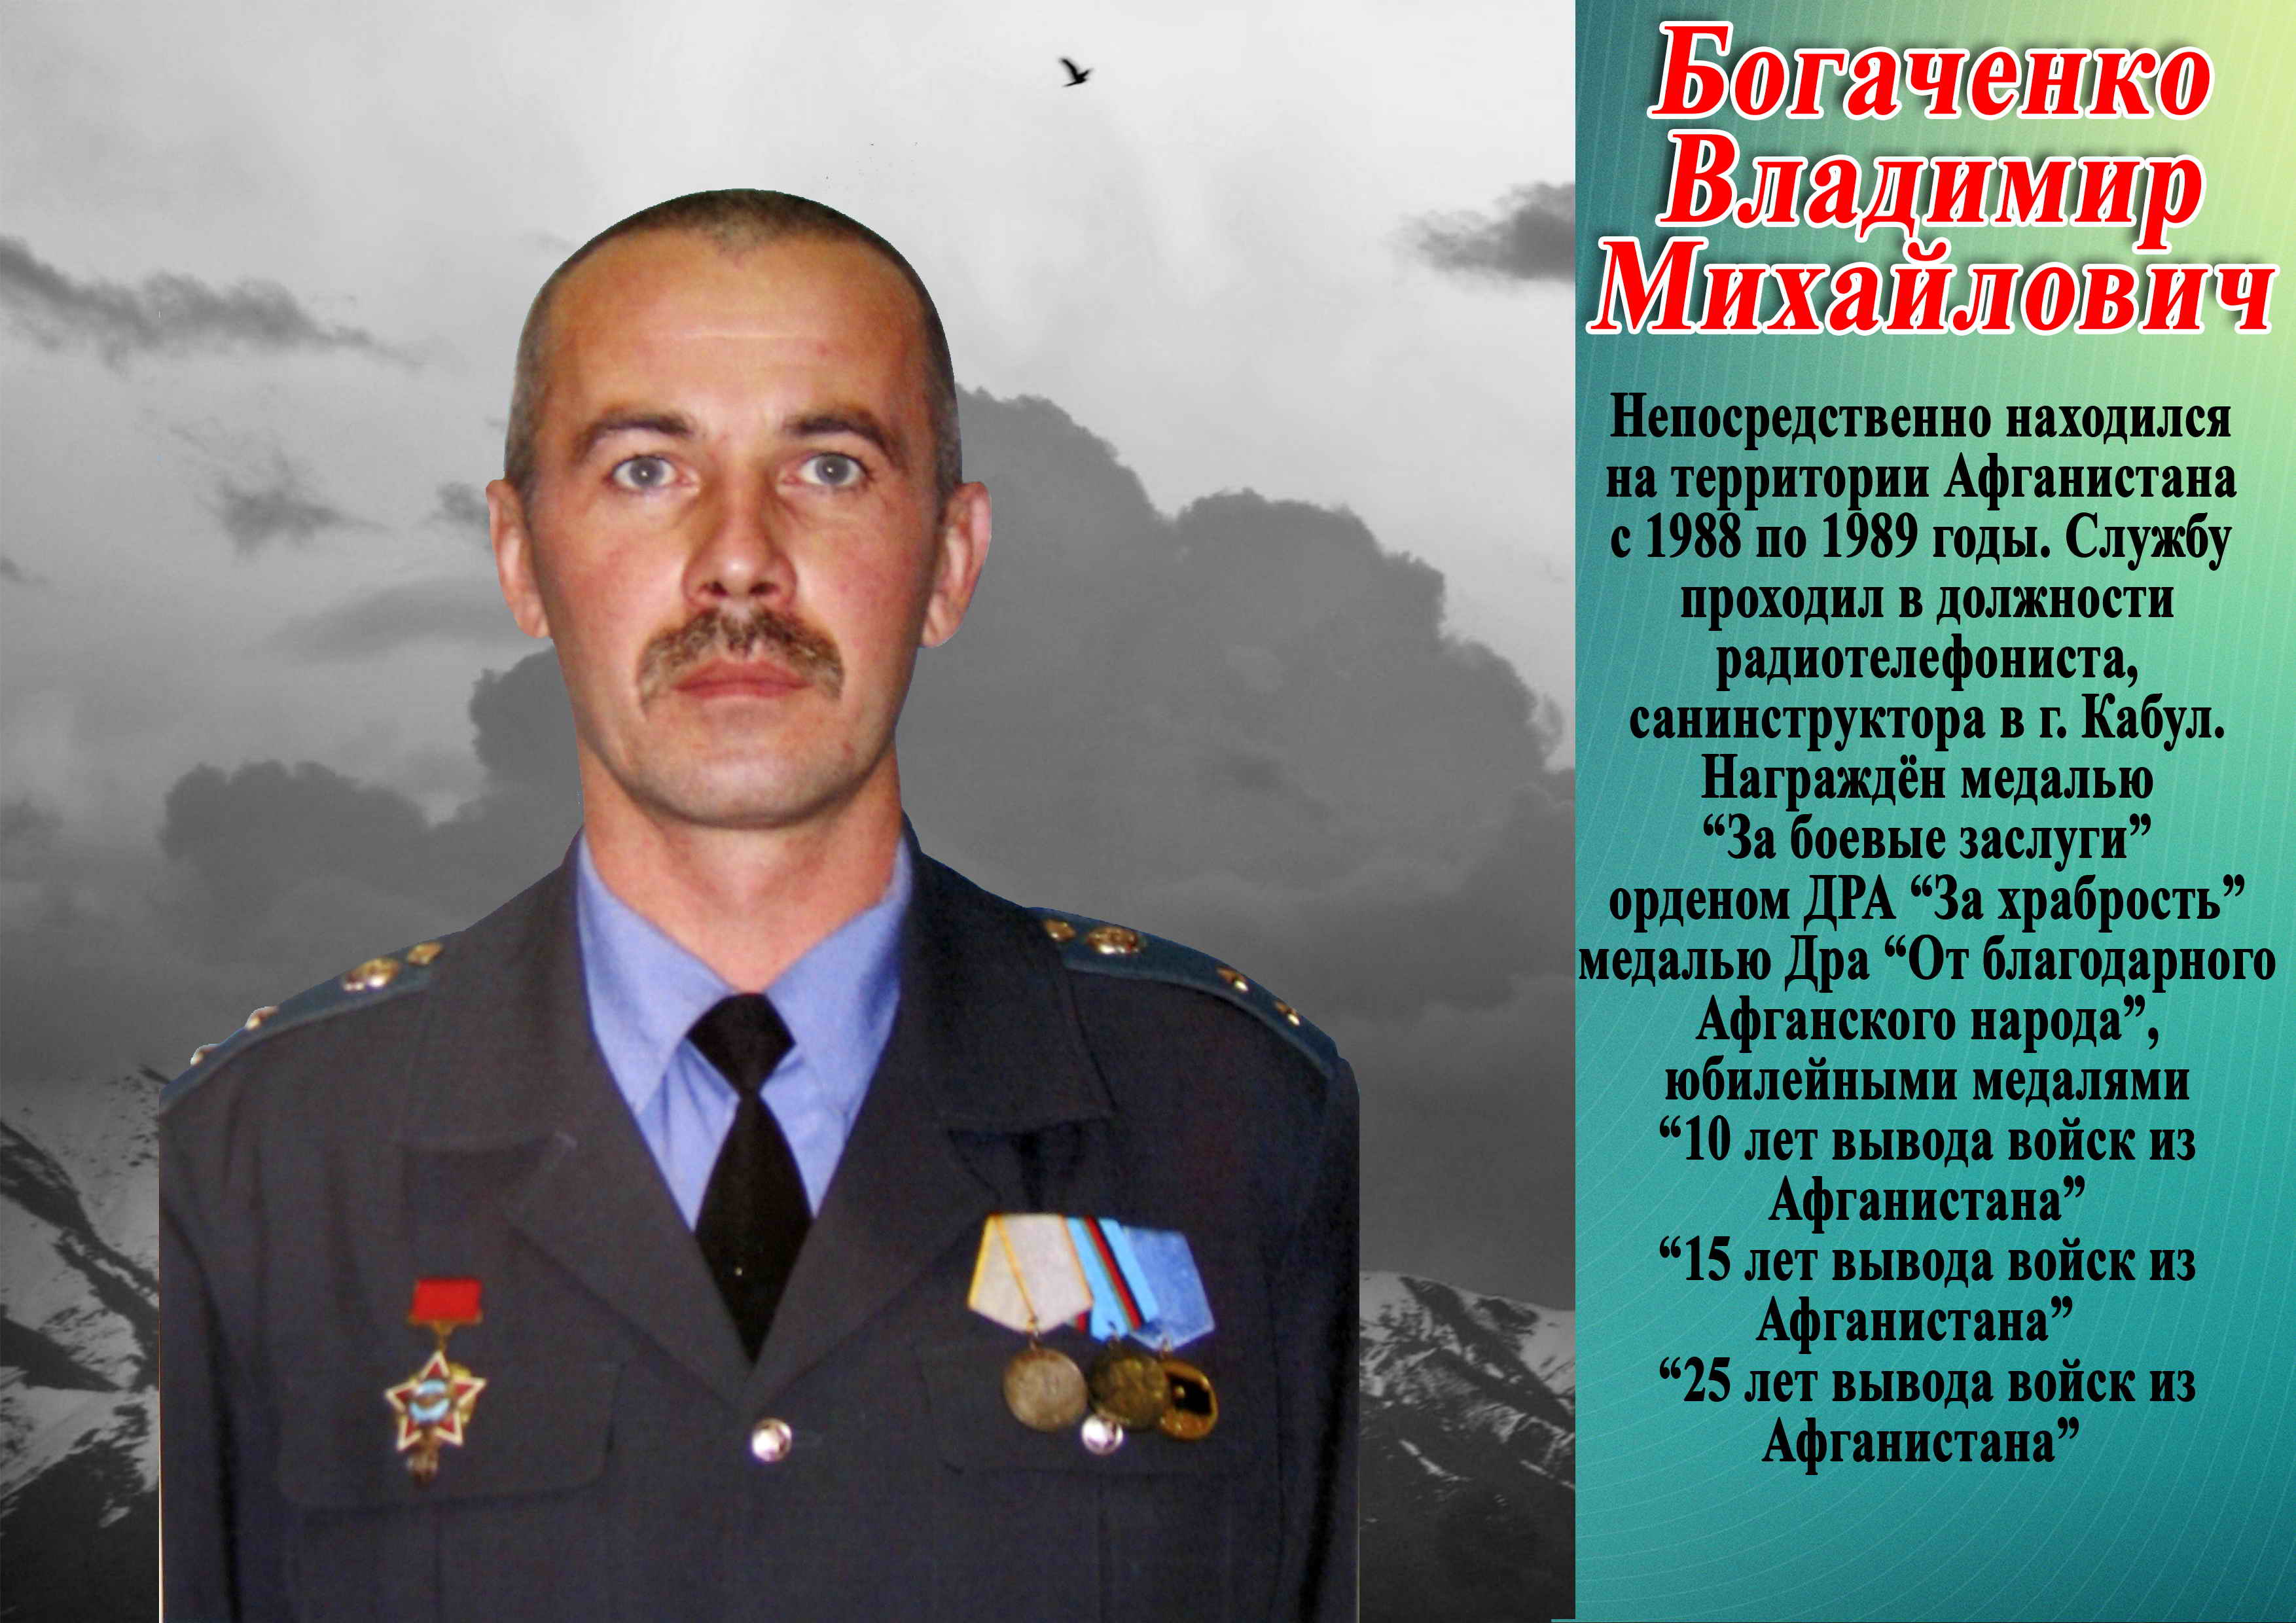 Богаченко
Владимир
Михайлович
Непосредственно находился
на территории Афганистана
с 1988 по 1989 годы. Службу
проходил в должности
радиотелефониста,
санинструктора в г. Кабул.
Награждён медалью
“За боевые заслуги”
орденом ДРА “За храбрость”
медалью Дра “От благодарного
Афганского народа”,
юбилейными медалями
“10 лет вывода войск из
Афганистана”
“15 лет вывода войск из
Афганистана”
“25 лет вывода войск из
Афганистана”